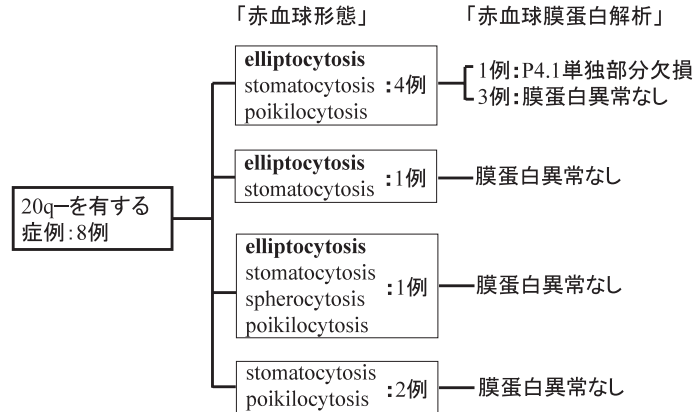 「赤血球形態」 「赤血球膜蛋白解析」
elliptocytosis
stomatocytosis :4例
poikilocytosis
1例:P4.1単独部分欠損
3例:膜蛋白異常なし
elliptocytosis
stomatocytosis :1例
膜蛋白異常なし
20q−を有する
症例:8例
elliptocytosis
stomatocytosis
spherocytosis :1例
poikilocytosis
膜蛋白異常なし
stomatocytosis
poikilocytosis :2例
膜蛋白異常なし